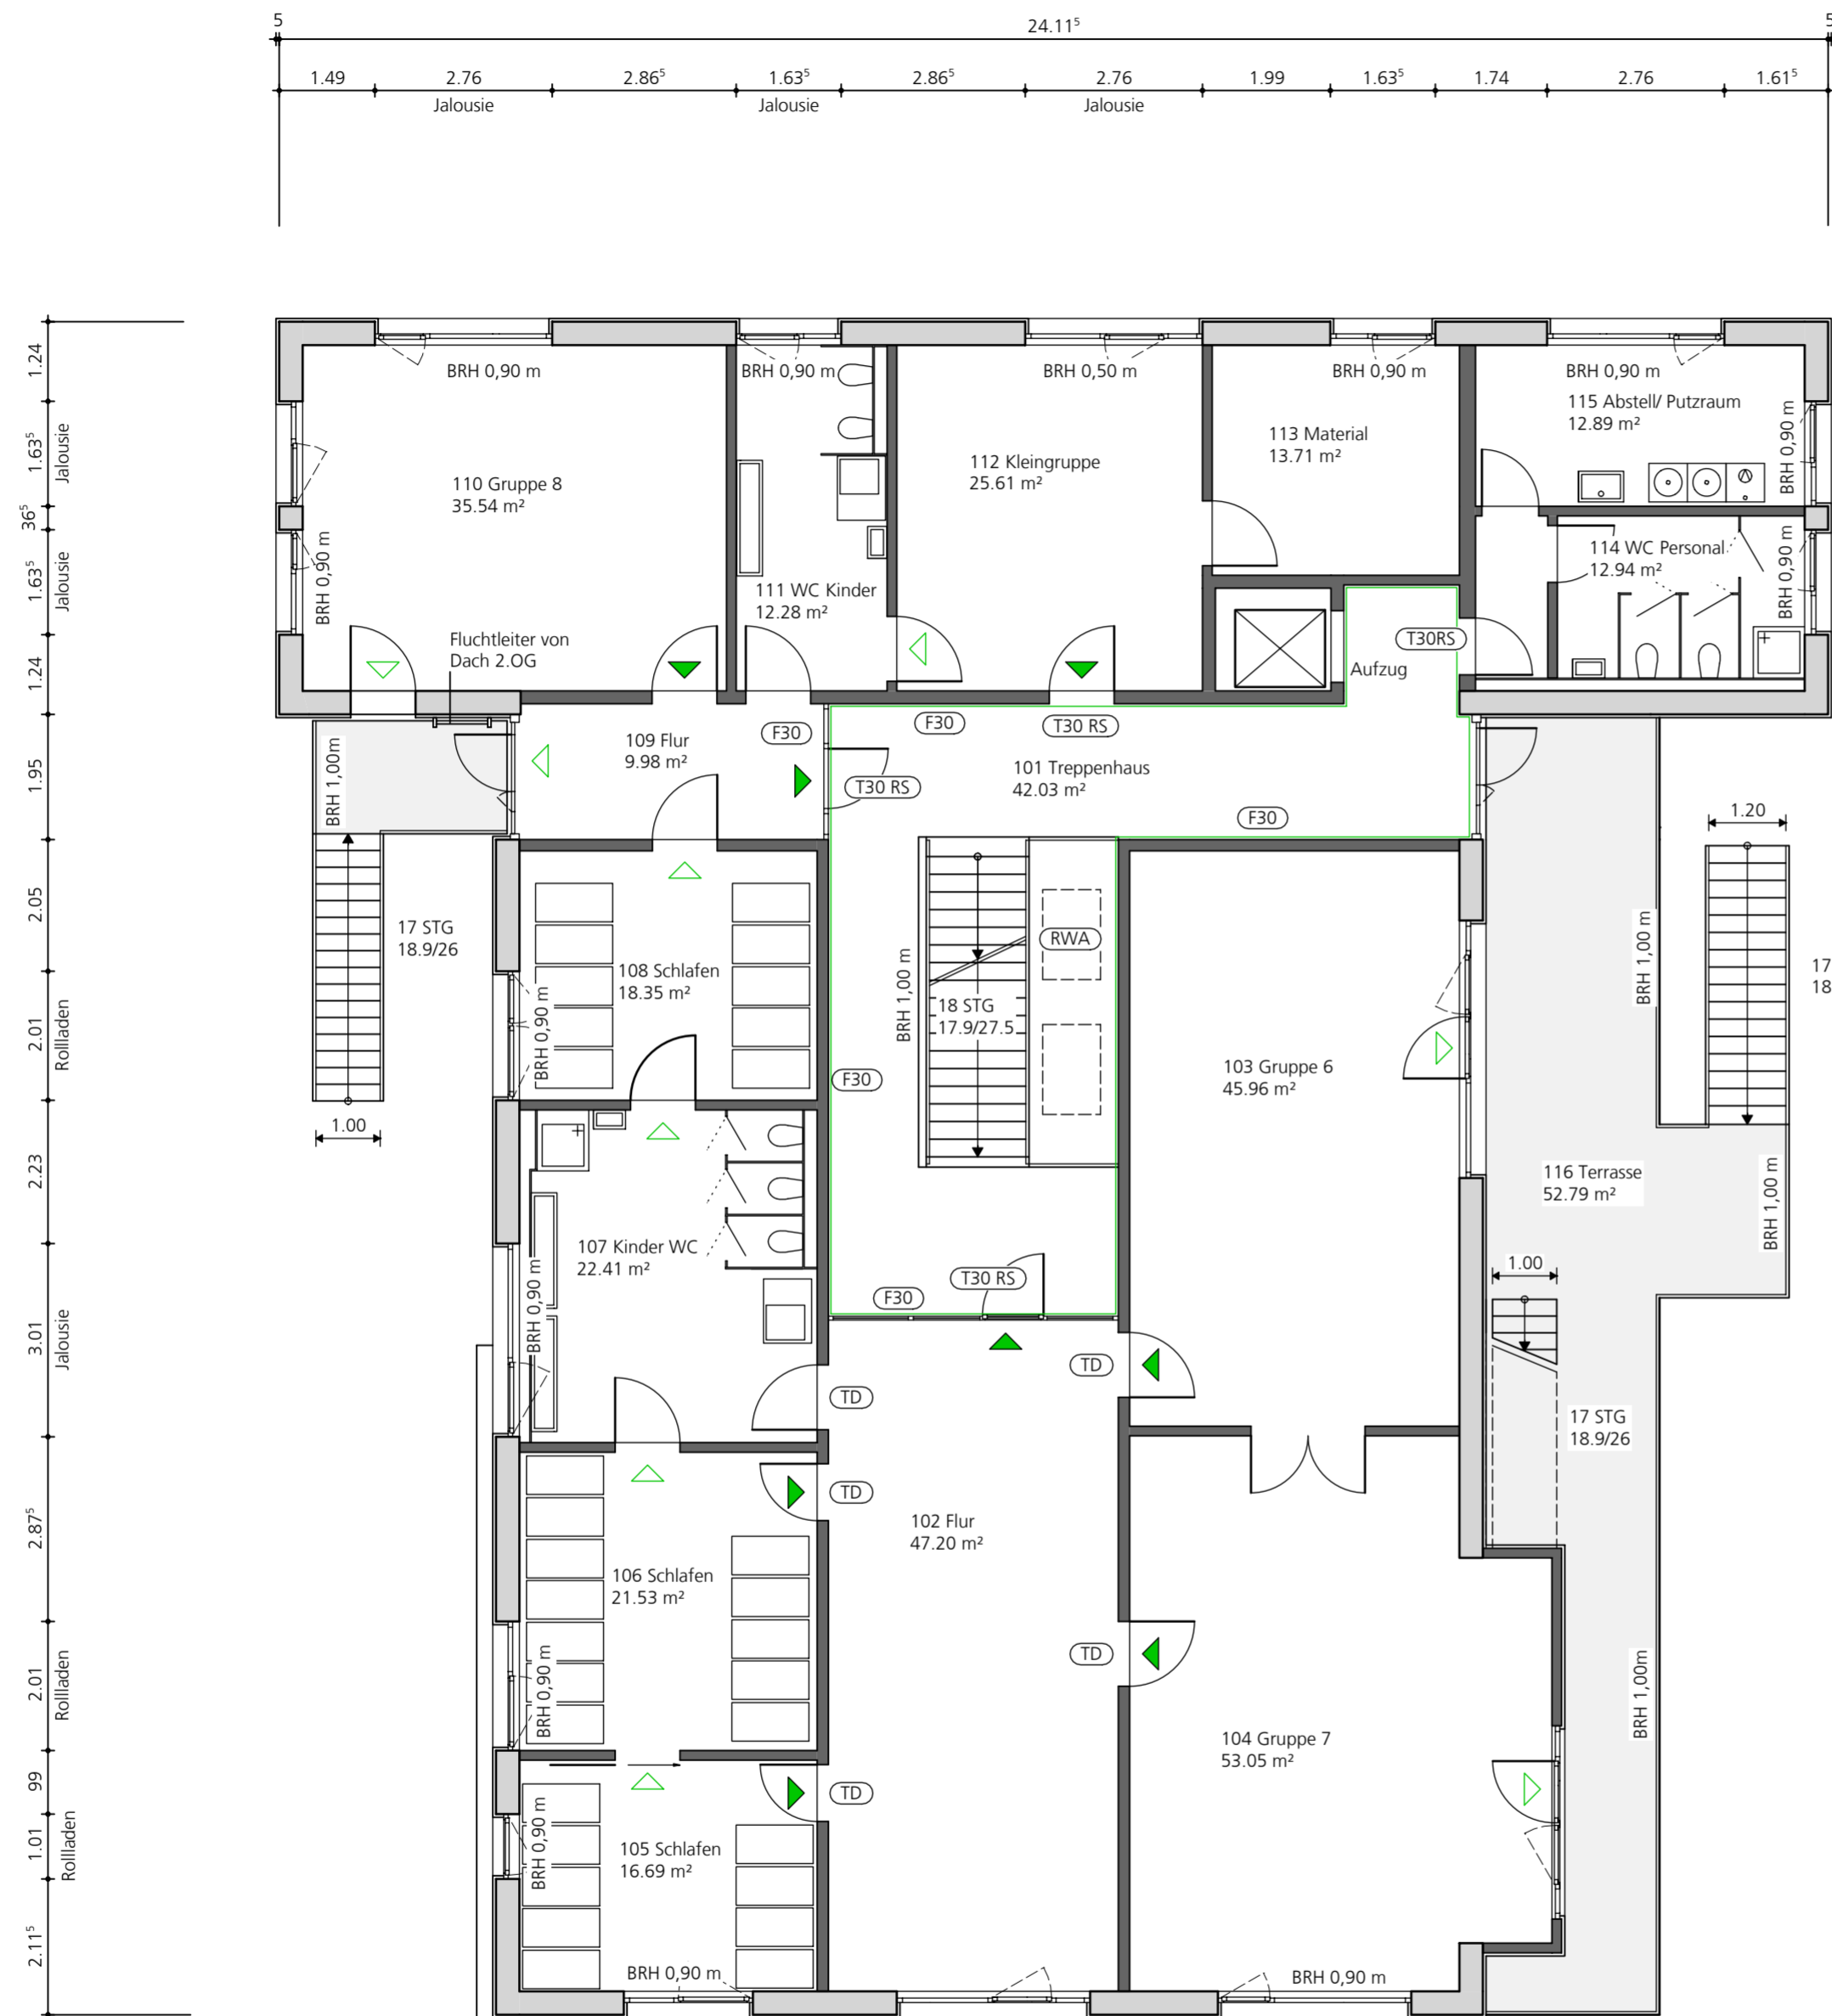 5
24.11⁵
5
1.49
2.76
2.86⁵
1.63⁵
2.86⁵
2.76
1.99
1.63⁵
1.74
2.76
1.61⁵
Jalousie
Jalousie
Jalousie
1.24
1.63⁵
Jalousie
36⁵
1.63⁵
Jalousie
1.24
1.95
2.05
2.01
Rollladen
2.23
3.01
Jalousie
2.87⁵
2.01
Rollladen
99
1.01
Rollladen
2.11⁵
BRH 0,90 m
BRH 0,90 m
BRH 0,50 m
BRH 0,90 m
BRH 0,90 m
115 Abstell/ Putzraum
12.89 m²
BRH 0,90 m
113 Material
13.71 m²
112 Kleingruppe
25.61 m²
110 Gruppe 8
35.54 m²
BRH 0,90 m
114 WC Personal
12.94 m²
BRH 0,90 m
111 WC Kinder
12.28 m²
Fluchtleiter von
Dach 2.OG
T30RS
Aufzug
F30
F30
T30 RS
109 Flur
9.98 m²
BRH 1,00m
T30 RS
101 Treppenhaus
42.03 m²
F30
1.20
17 STG
18.9/26
108 Schlafen
18.35 m²
BRH 0,90 m
BRH 1,00 m
RWA
18 STG
17.9/27.5
BRH 1,00 m
17
18
F30
103 Gruppe 6
45.96 m²
1.00
116 Terrasse
52.79 m²
BRH 1,00 m
107 Kinder WC
22.41 m²
BRH 0,90 m
T30 RS
F30
1.00
TD
TD
17 STG
18.9/26
TD
102 Flur
47.20 m²
106 Schlafen
21.53 m²
BRH 0,90 m
TD
104 Gruppe 7
53.05 m²
BRH 1,00m
TD
105 Schlafen
16.69 m²
BRH 0,90 m
BRH 0,90 m
BRH 0,90 m